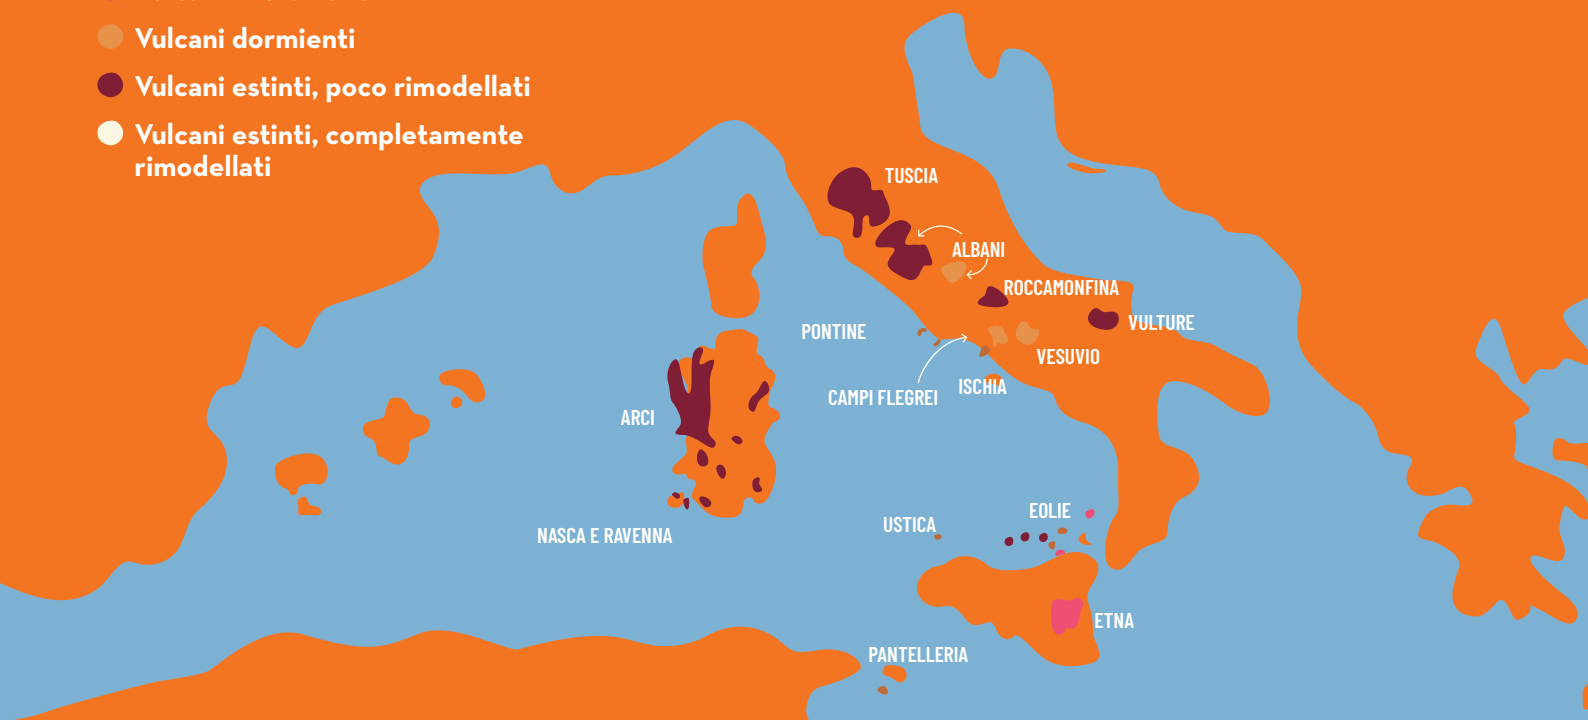 Vulcani dormienti
Vulcani estinti, poco rimodellati
Vulcani estinti, completamente
rimodellati
TUSCIA
ALBANI
ROCCAMONFINA
VULTURE
PONTINE
VESUVIO
ISCHIA
CAMPI FLEGREI
ARCI
EOLIE
USTICA
NASCA E RAVENNA
ETNA
PANTELLERIA